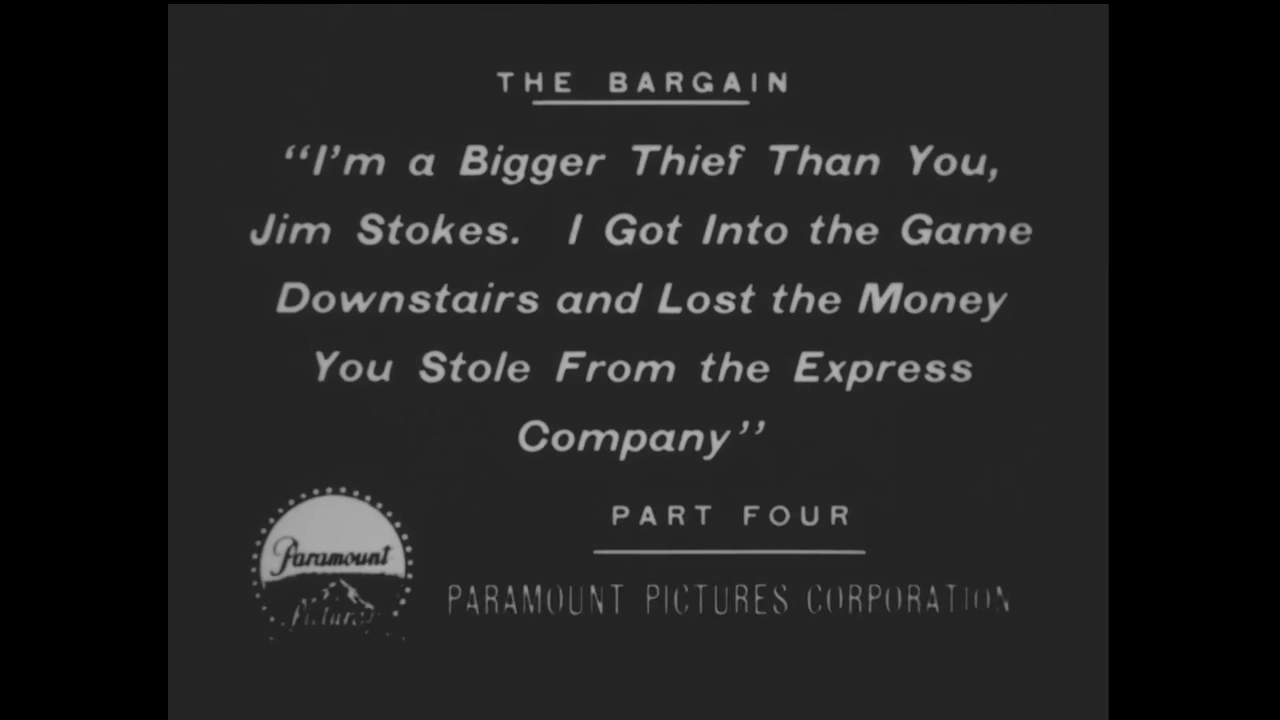 THE BARGAIN
“I’m a Bigger Thief Than You,
Jim Stokes. I Got Into the Game
Downstairs and Lost the Money
You Stole From the Express
Company”
PART FOUR
Paramount
Pictures
PARAMOUNT PICTURES CORPORATION